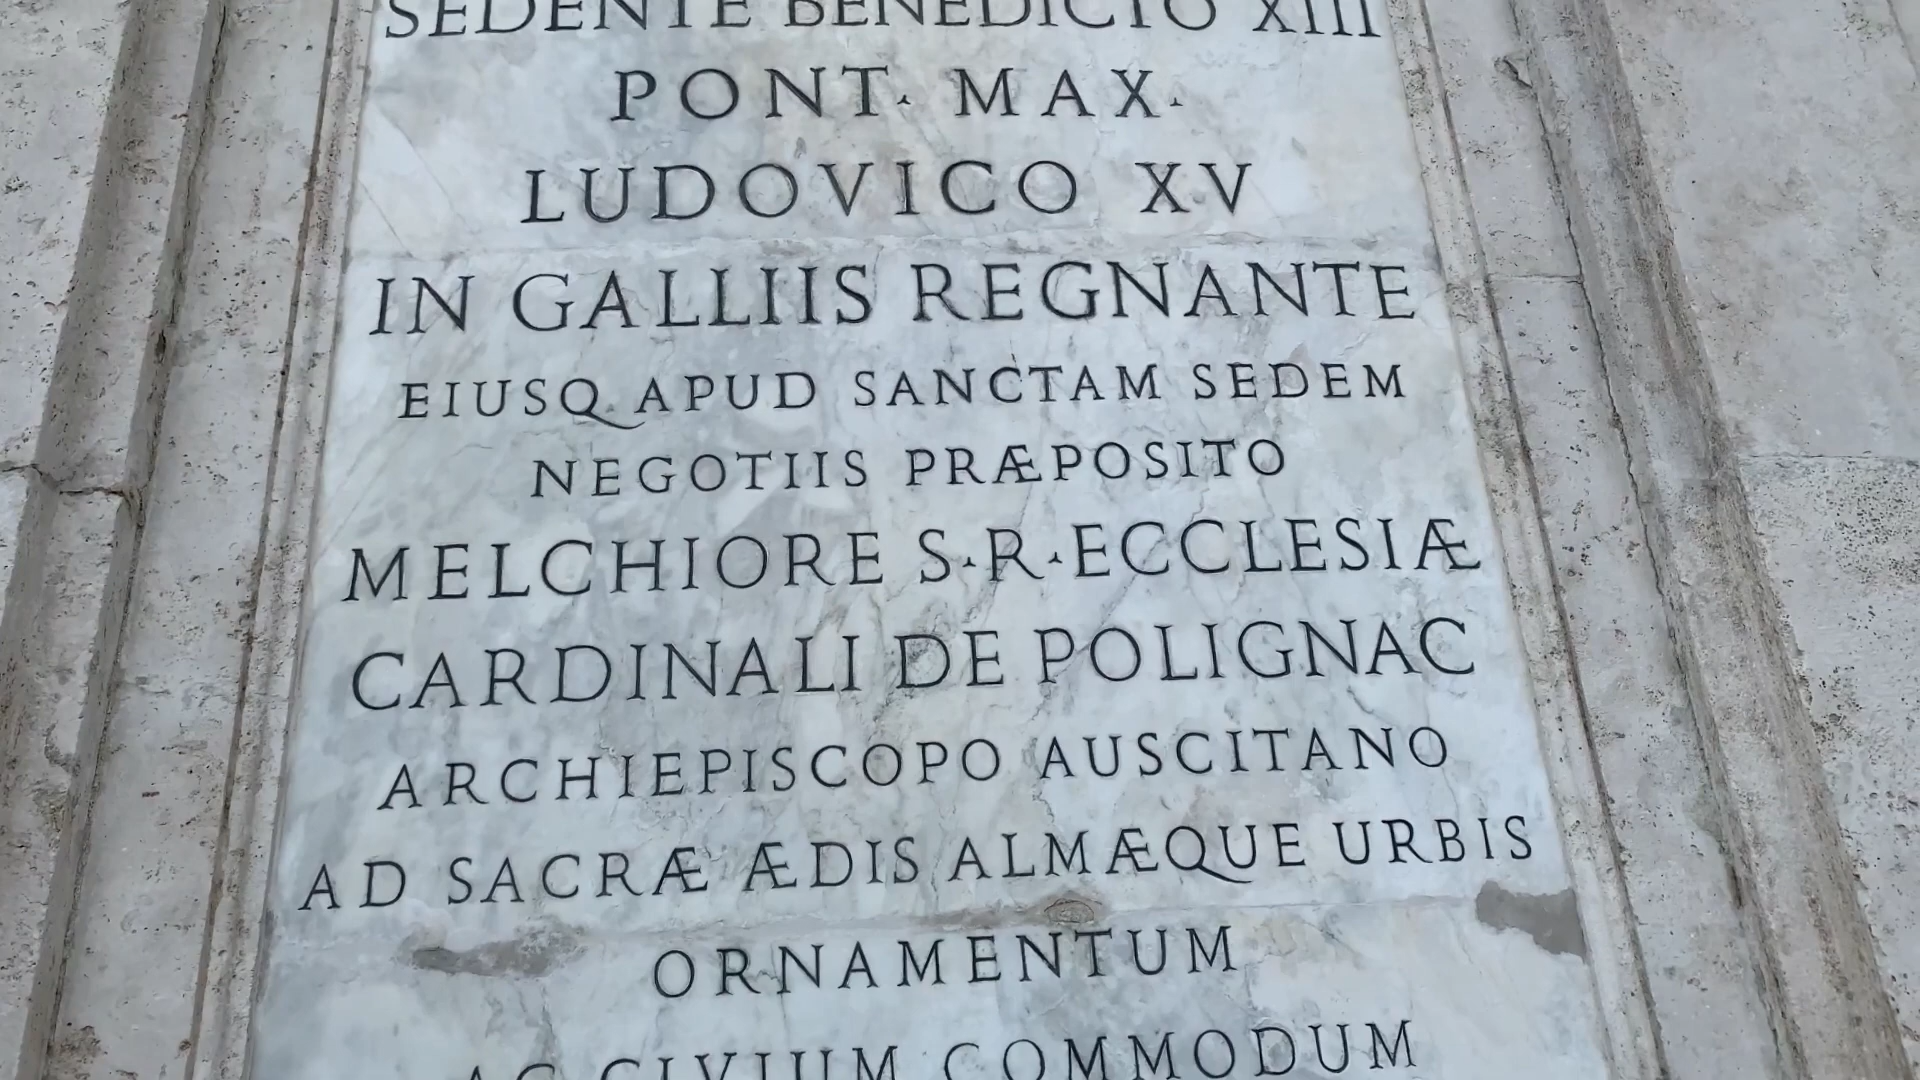 SEDENTE BENEDICTO XIII
PONT. MAX.
LUDOVICO XV
IN GALLIIS REGNANTE
EIUSQ. APUD SANCTAM SEDEM
NEGOTIIS PRÆPOSITO
MELCHIORE S·R·ECCLESIÆ
CARDINALI DE POLIGNAC
ARCHIEPISCOPO AUSCITANO
AD SACRÆ ÆDIS ALMÆQUE URBIS
ORNAMENTUM
AC CIVIUM COMMODUM